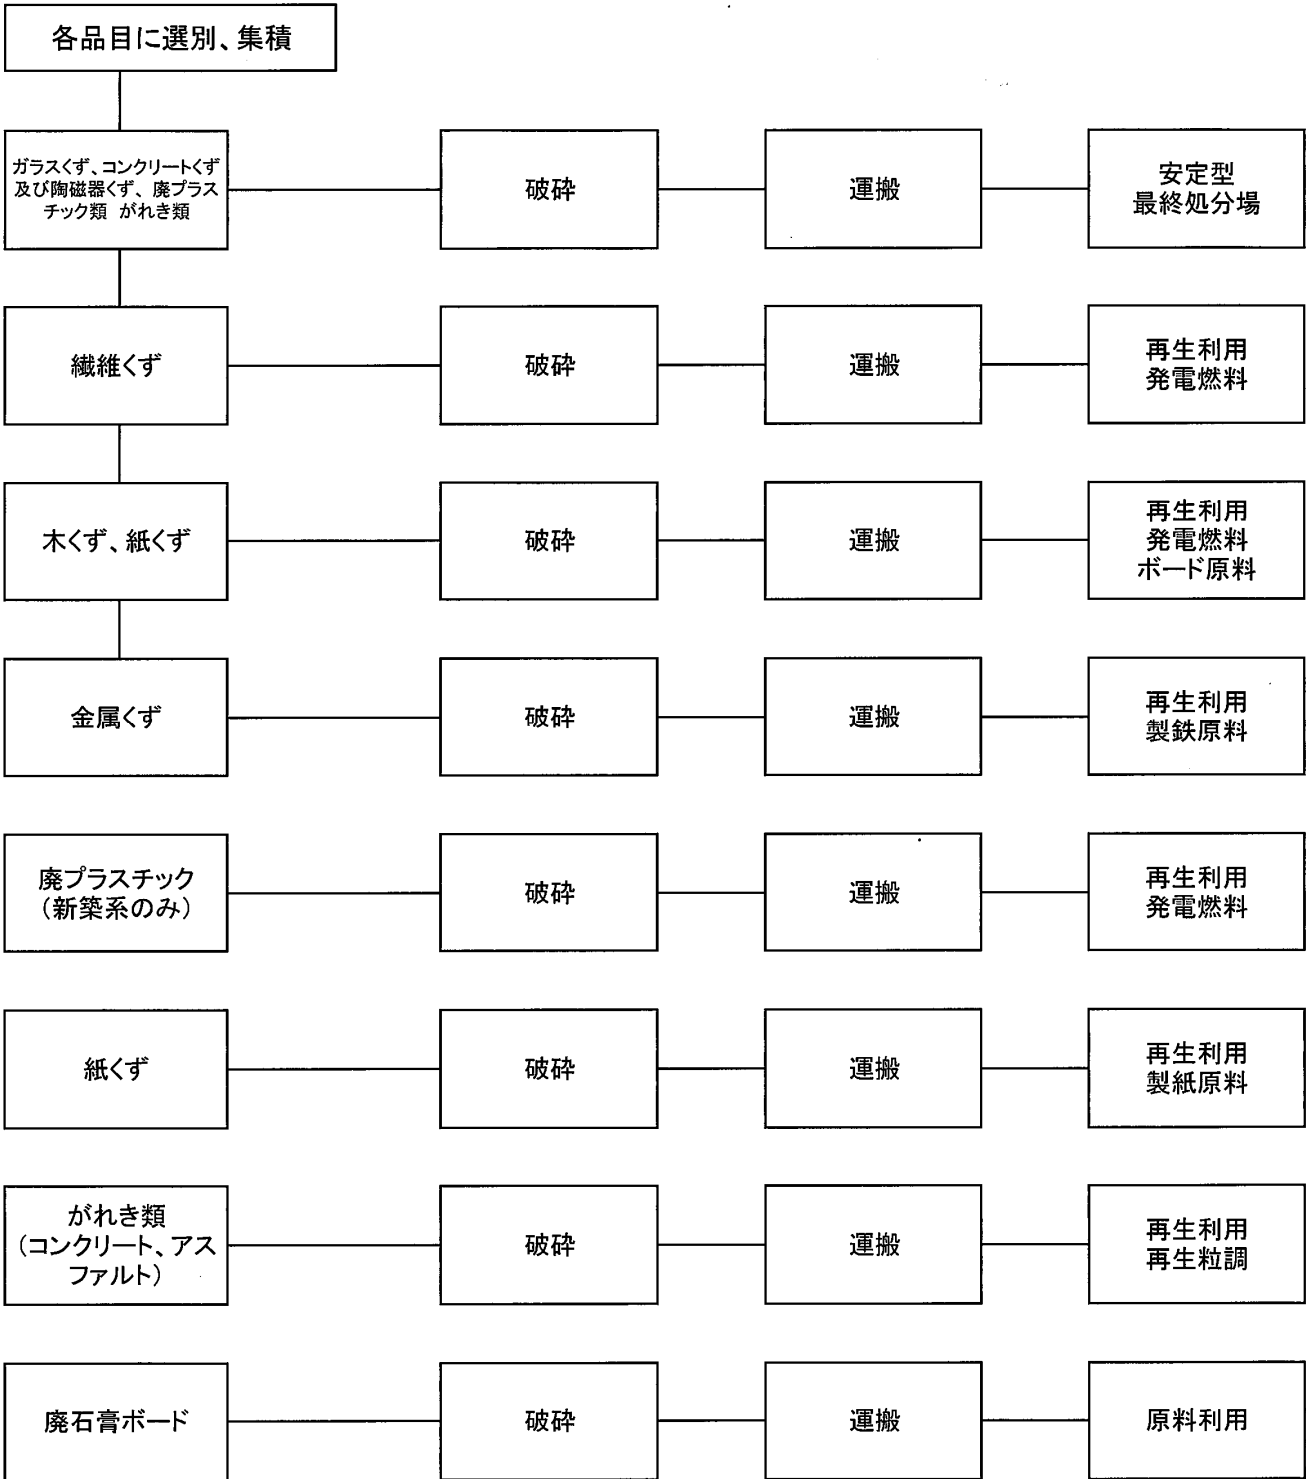 各品目に選別、集積
ガラスくず、コンクリートくず
及び陶磁器くず、廃プラス
チック類 がれき類
破砕
運搬
安定型
最終処分場
繊維くず
破砕
運搬
再生利用
発電燃料
木くず、紙くず
破砕
運搬
再生利用
発電燃料
ボード原料
金属くず
破砕
運搬
再生利用
製鉄原料
廃プラスチック
(新築系のみ)
破砕
運搬
再生利用
発電燃料
紙くず
破砕
運搬
再生利用
製紙原料
がれき類
(コンクリート、アス
ファルト)
破砕
運搬
再生利用
再生粒調
廃石膏ボード
破砕
運搬
原料利用